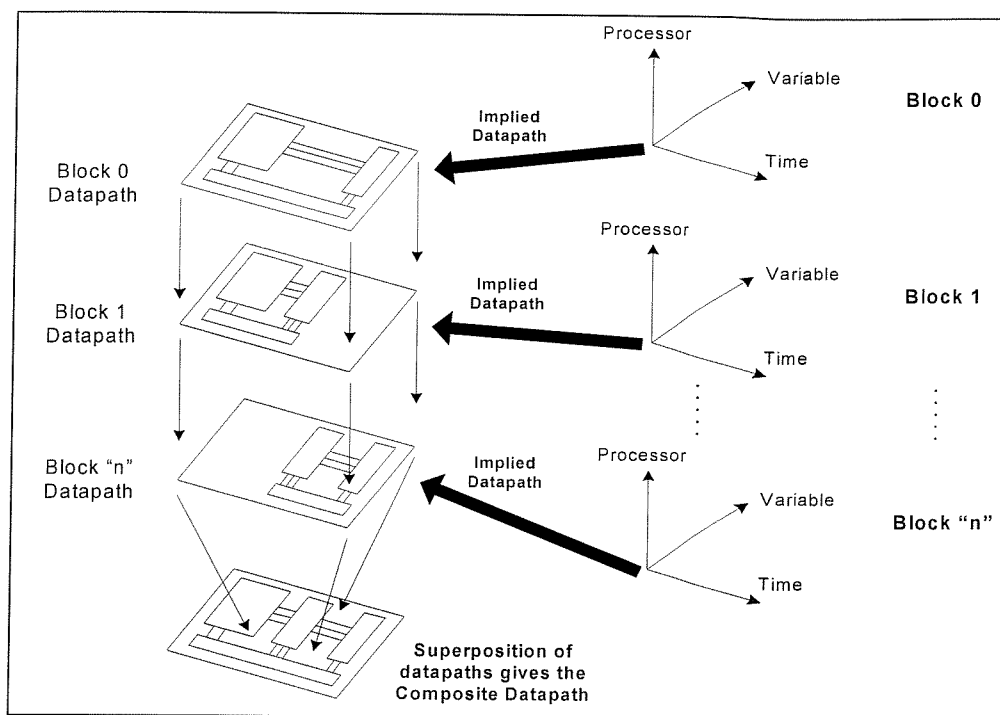 Processor
Variable
Time
Block 0
Implied
Datapath
Block 0
Datapath
Processor
Variable
Time
Block 1
Implied
Datapath
Block 1
Datapath
Processor
Variable
Time
Block “n”
Implied
Datapath
Block “n”
Datapath
Superposition of
datapaths gives the
Composite Datapath